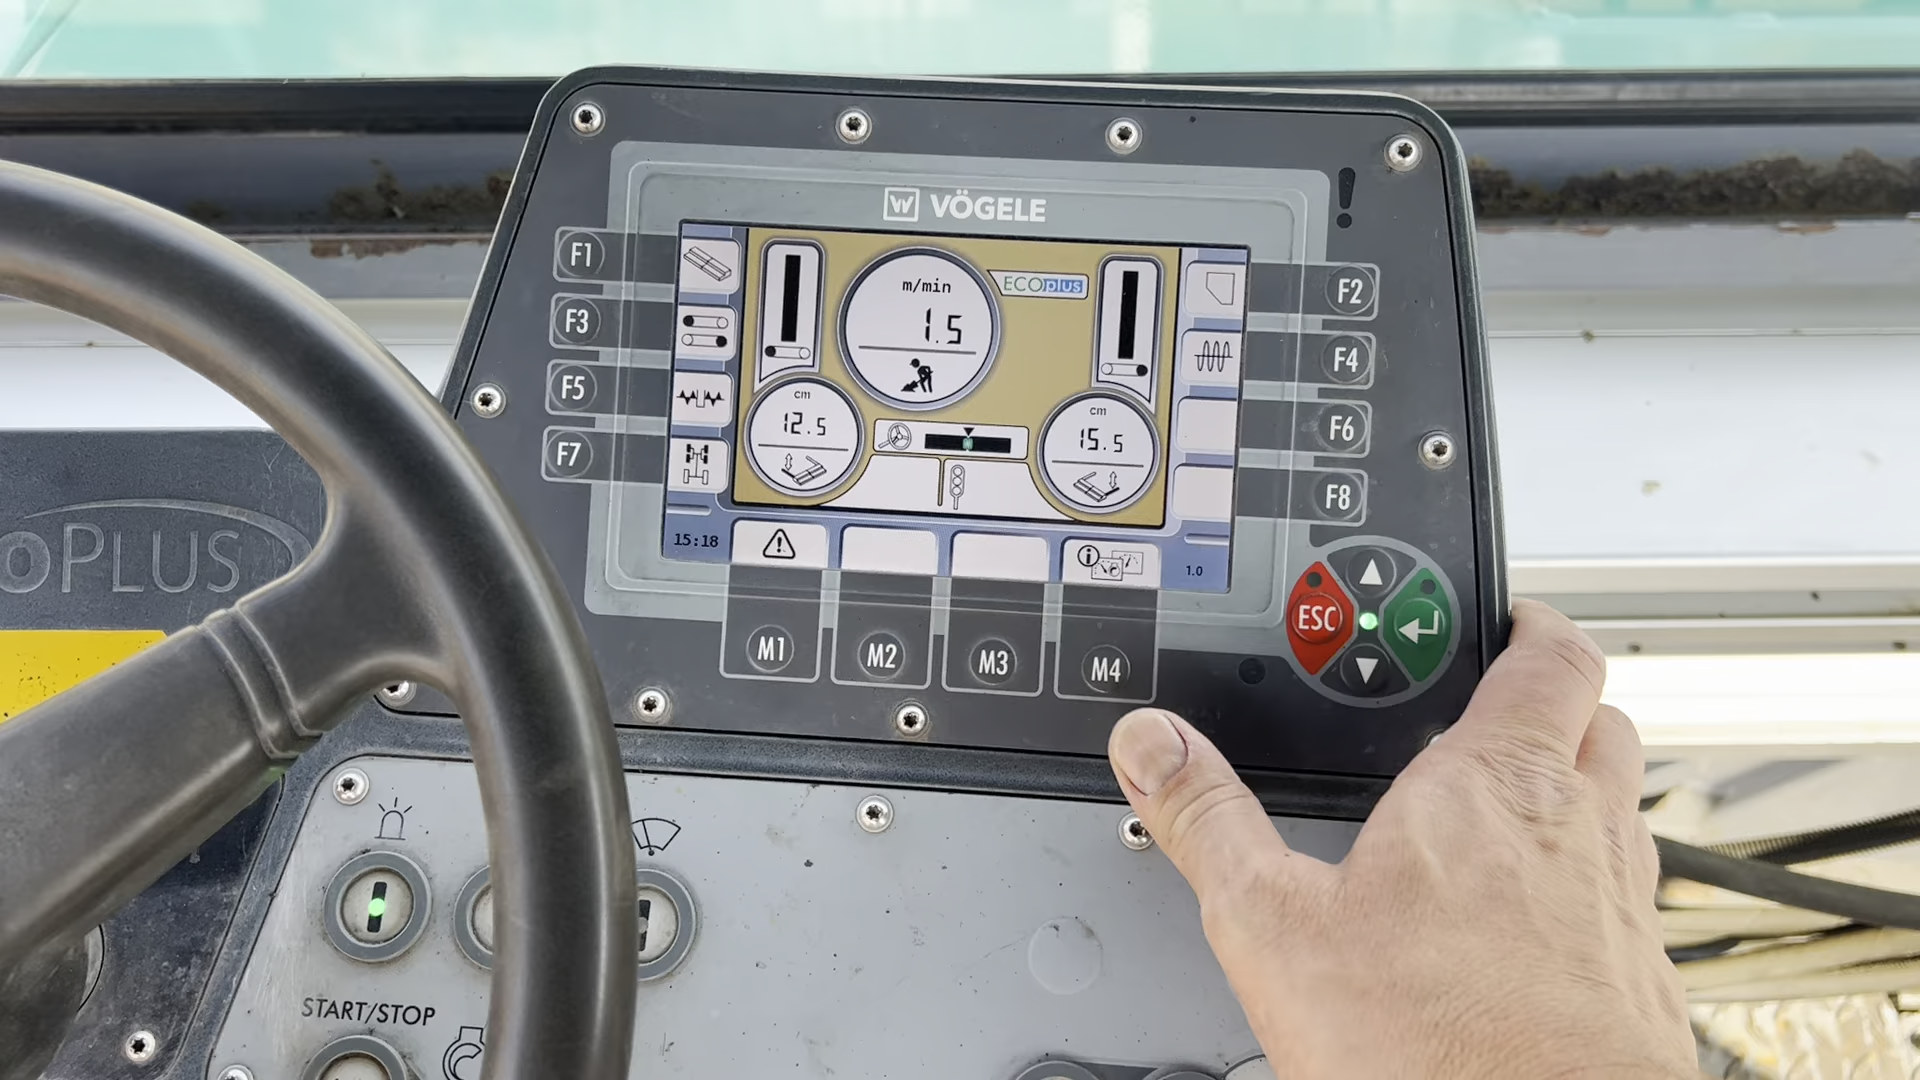 W VÖGELE
F1
F3
F5
F7
F2
F4
F6
F8
m/min
1.5
ECOplus
cm
12.5
cm
15.5
15:18
i
1.0
M1
M2
M3
M4
ESC
oPLUS
START/STOP